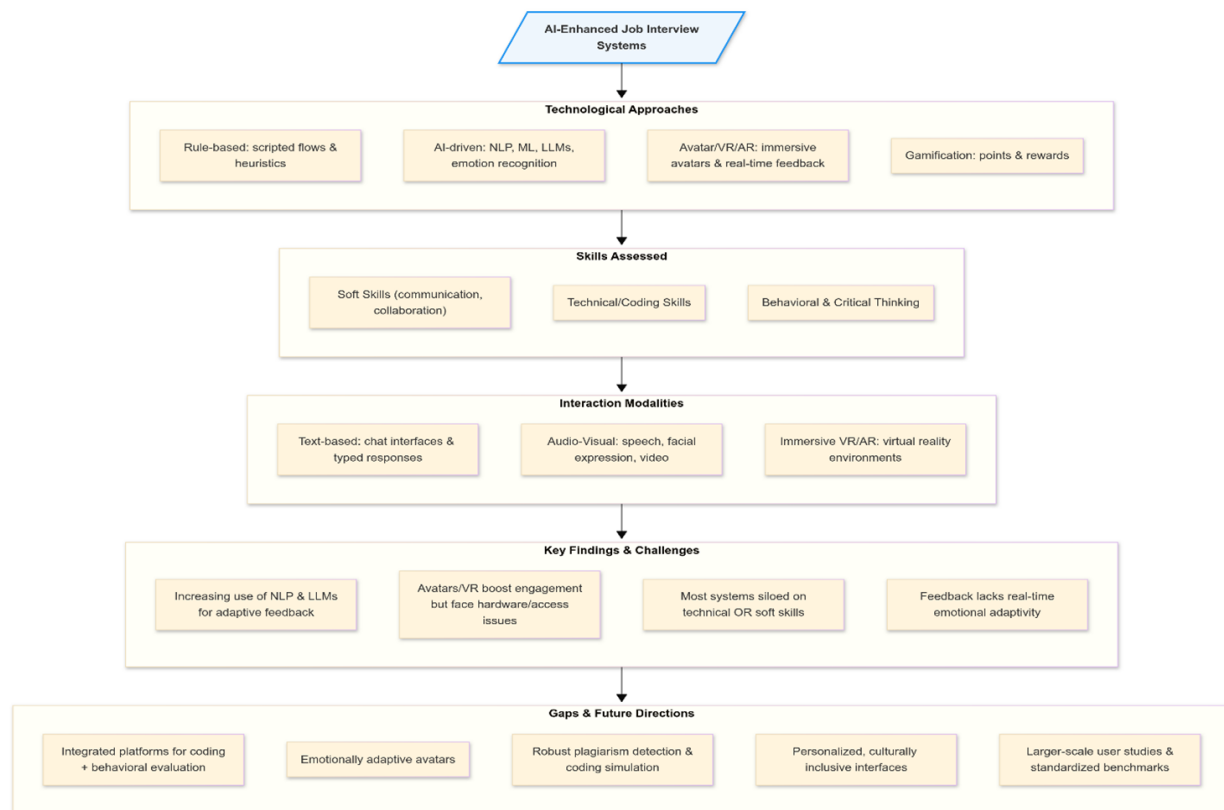 AI-Enhanced Job Interview
Systems
Technological Approaches
Rule-based: scripted flows &
heuristics
AI-driven: NLP, ML, LLMs,
emotion recognition
Avatar/VR/AR: immersive
avatars & real-time feedback
Gamification: points & rewards
Skills Assessed
Soft Skills (communication,
collaboration)
Technical/Coding Skills
Behavioral & Critical Thinking
Interaction Modalities
Text-based: chat interfaces &
typed responses
Audio-Visual: speech, facial
expression, video
Immersive VR/AR: virtual reality
environments
Key Findings & Challenges
Increasing use of NLP & LLMs
for adaptive feedback
Avatars/VR boost engagement
but face hardware/access
issues
Most systems siloed on
technical OR soft skills
Feedback lacks real-time
emotional adaptivity
Gaps & Future Directions
Integrated platforms for coding
+ behavioral evaluation
Emotionally adaptive avatars
Robust plagiarism detection &
coding simulation
Personalized, culturally
inclusive interfaces
Larger-scale user studies &
standardized benchmarks